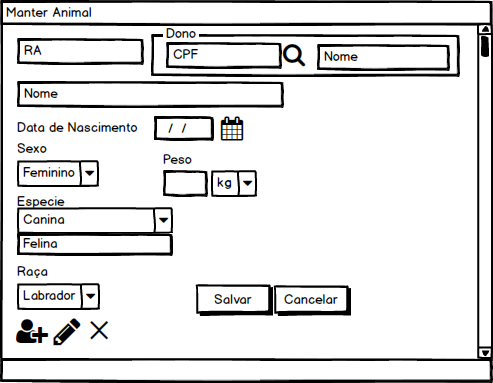 Manter Animal
Dono
RA
CPF
Nome
Nome
Data de Nascimento
/ /
Sexo
Feminino
Peso
kg
Especie
Canina
Felina
Raça
Labrador
Salvar
Cancelar